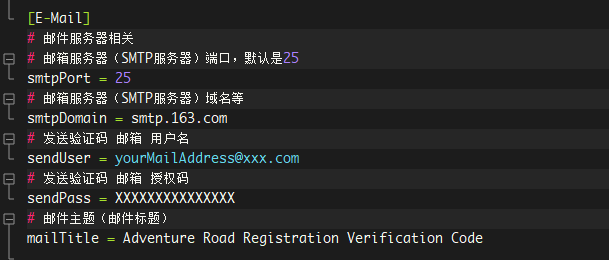 [E-Mail]
# 邮件服务器相关
# 邮箱服务器（SMTP服务器）端口，默认是25
smtpPort = 25
# 邮箱服务器（SMTP服务器）域名等
smtpDomain = smtp.163.com
# 发送验证码 邮箱 用户名
sendUser = yourMailAddress@xxx.com
# 发送验证码 邮箱 授权码
sendPass = XXXXXXXXXXXXXXX
# 邮件主题（邮件标题）
mailTitle = Adventure Road Registration Verification Code